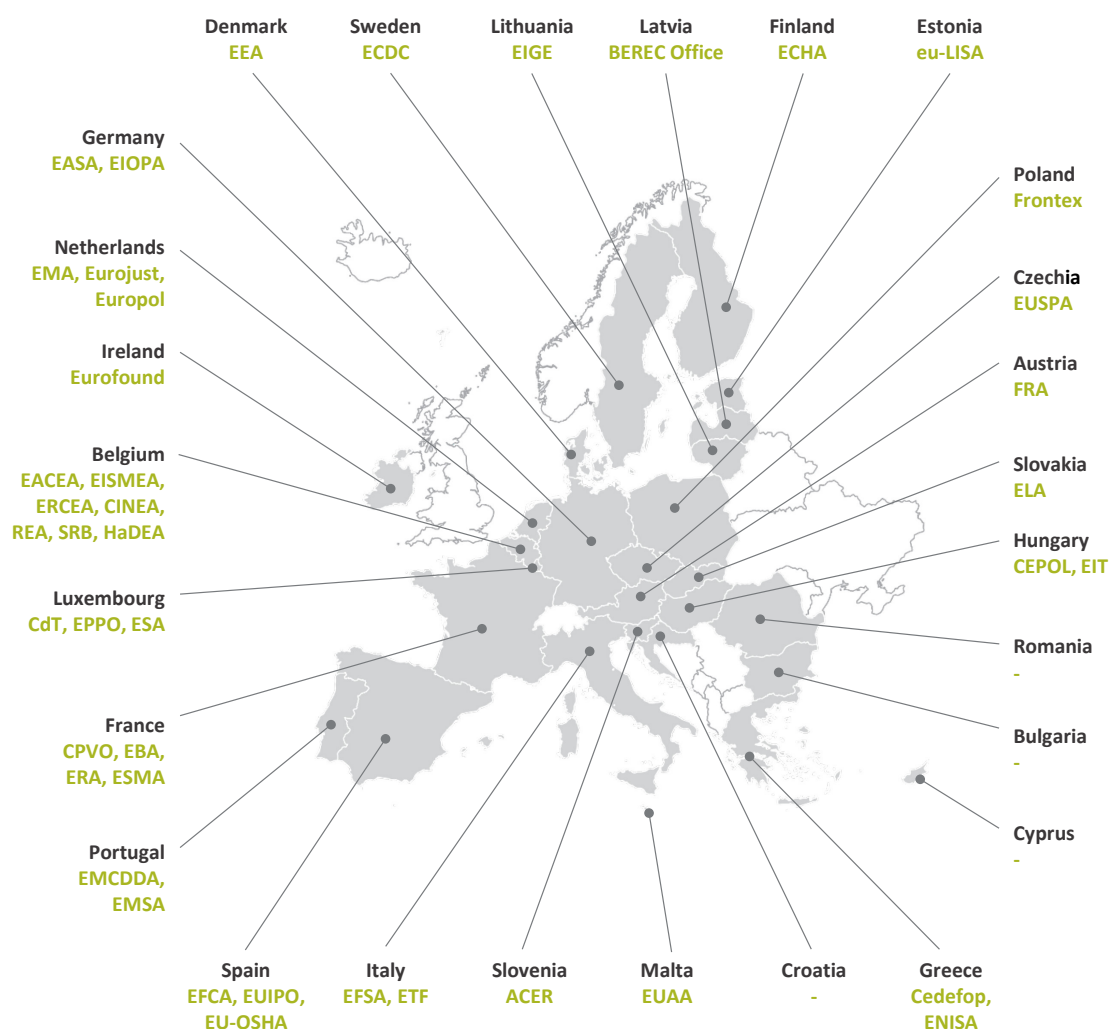 Denmark
EEA
Sweden
ECDC
Lithuania
EIGE
Latvia
BEREC Office
Finland
ECHA
Estonia
eu-LISA
Germany
EASA, EIOPA
Netherlands
EMA, Eurojust,
Europol
Ireland
Eurofound
Belgium
EACEA, EISMEA,
ERCEA, CINEA,
REA, SRB, HaDEA
Luxembourg
CdT, EPPO, ESA
France
CPVO, EBA,
ERA, ESMA
Portugal
EMCDDA,
EMSA
Poland
Frontex
Czechia
EUSPA
Austria
FRA
Slovakia
ELA
Hungary
CEPOL, EIT
Romania
-
Bulgaria
-
Cyprus
-
Spain
EFCA, EUIPO,
EU-OSHA
Italy
EFSA, ETF
Slovenia
ACER
Malta
EUAA
Croatia
-
Greece
Cedefop,
ENISA